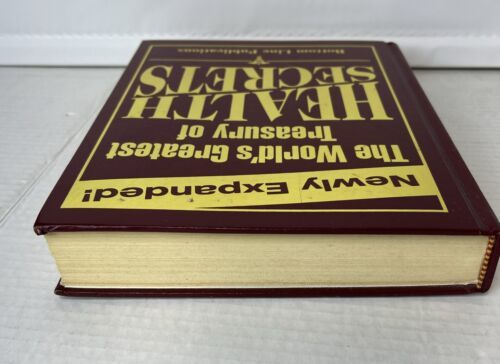 Newly Expanded!
The World's Greatest
Treasury of
HEALTH
SECRETS
Bottom Line Publications